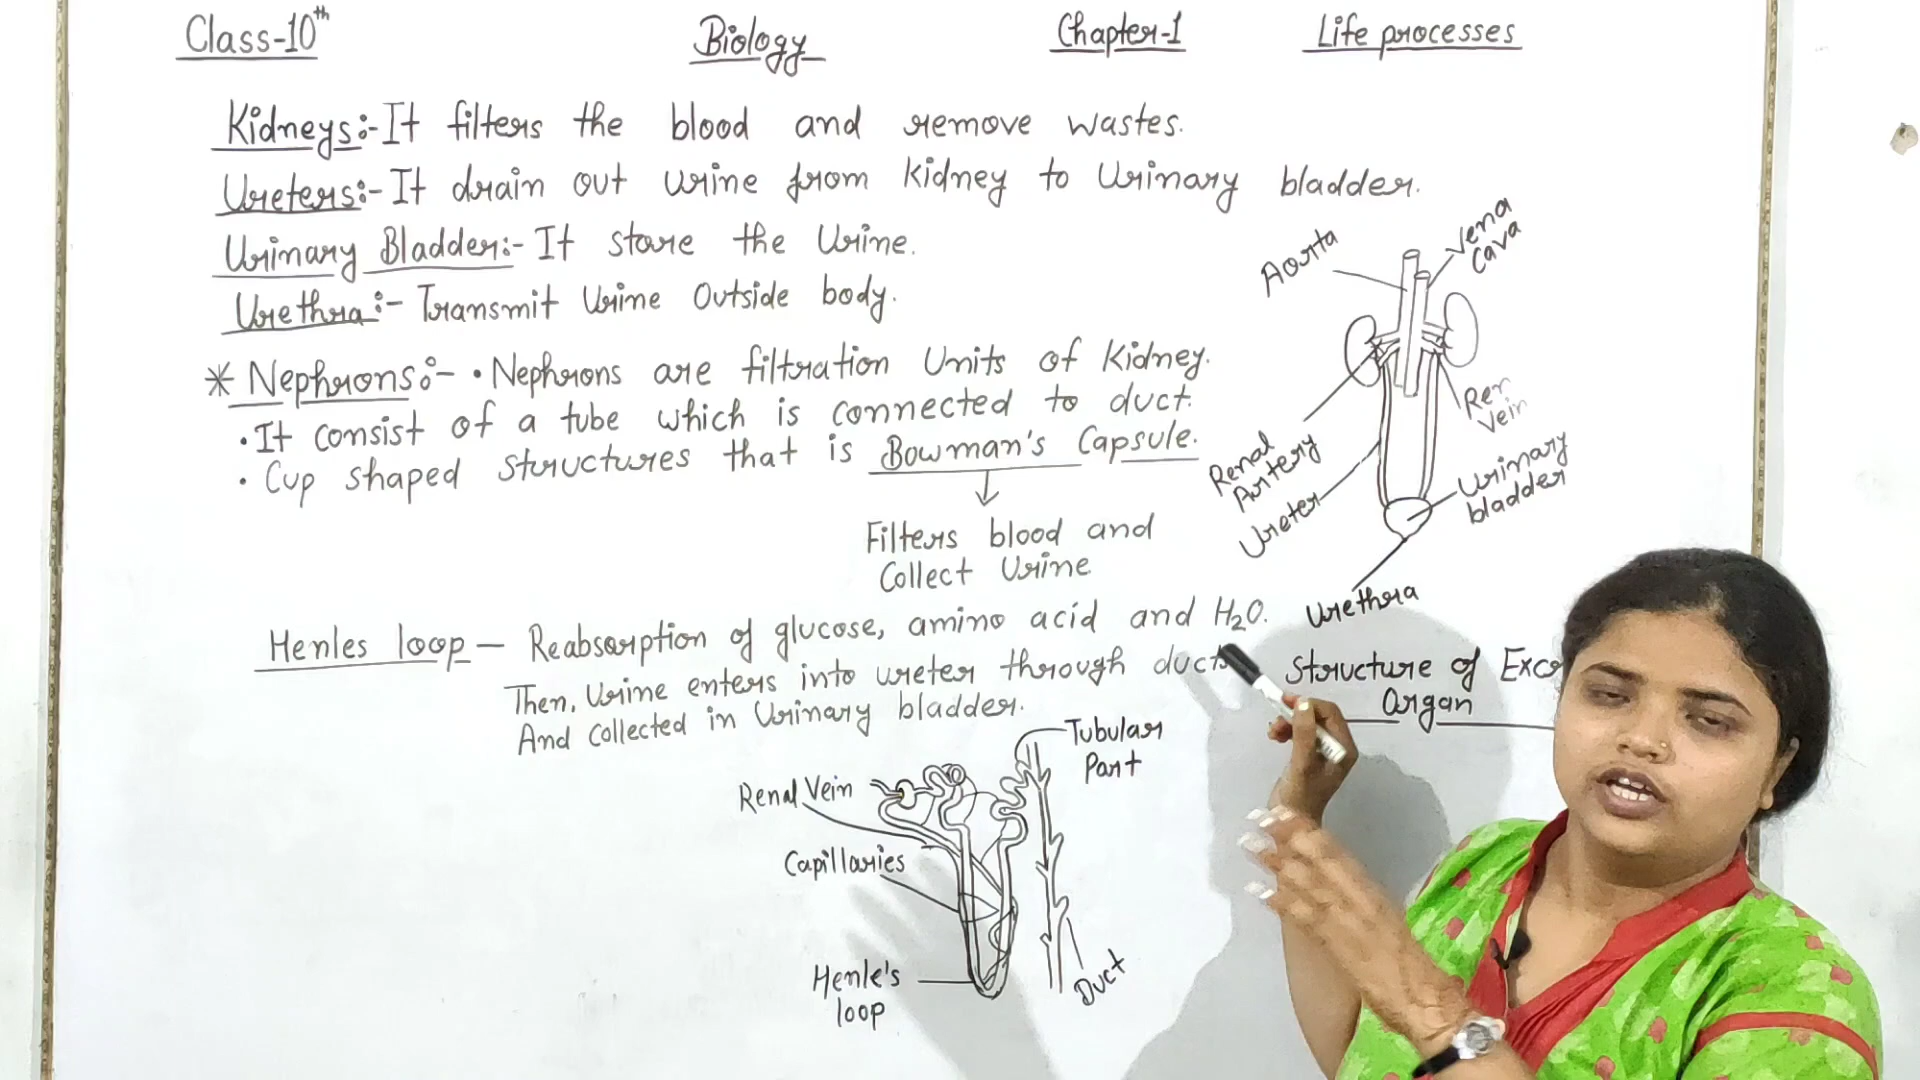 Class-10th Biology Chapter-1 Life processes
Kidneys:- It filters the blood and remove wastes.
Ureters:- It drain out urine from kidney to Urinary bladder.
Urinary Bladder:- It store the Urine.
Urethra:- Transmit Urine Outside body.
* Nephrons:- • Nephrons are filtration Units of Kidney.
• It consist of a tube which is connected to duct.
• Cup shaped structures that is Bowman's Capsule.
Filters blood and
Collect Urine
Henles loop - Reabsorption of glucose, amino acid and H2O.
Then, Urine enters into ureter through ducts
And collected in Urinary bladder.
Renal Vein
Capillaries
Henle's
loop
Tubular
Part
Duct
Aorta
Vena
Cava
Renal
Artery
Ureter
Vein
Urinary
bladder
Urethra
Structure of
Organ